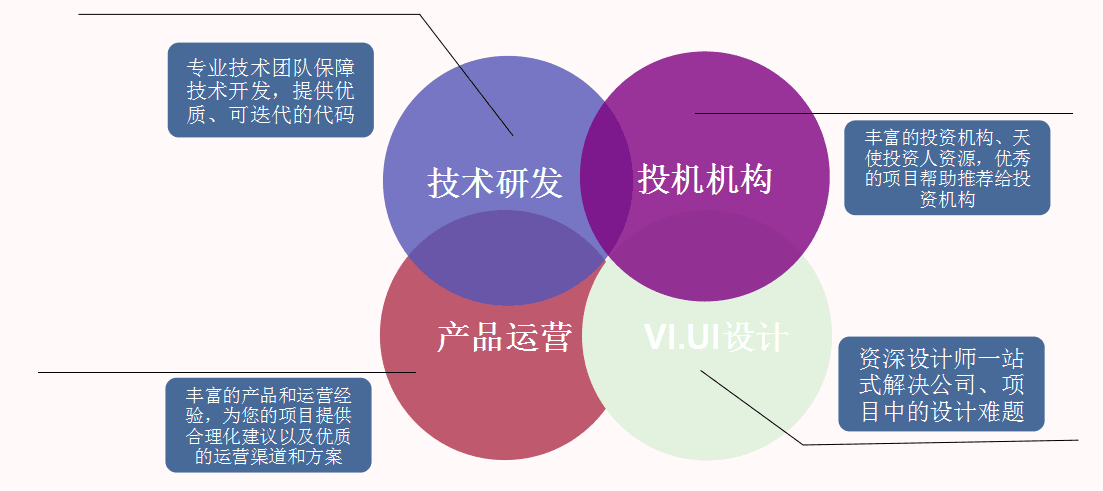 专业技术团队保障
技术开发，提供优
质、可迭代的代码
技术研发
投机机构
丰富的投资机构、天
使投资人资源，优秀
的项目帮助推荐给投
资机构
产品运营
VI.UI设计
丰富的产品和运营经
验，为您的项目提供
合理化建议以及优质
的运营渠道和方案
资深设计师一站
式解决公司、项
目中的设计难题